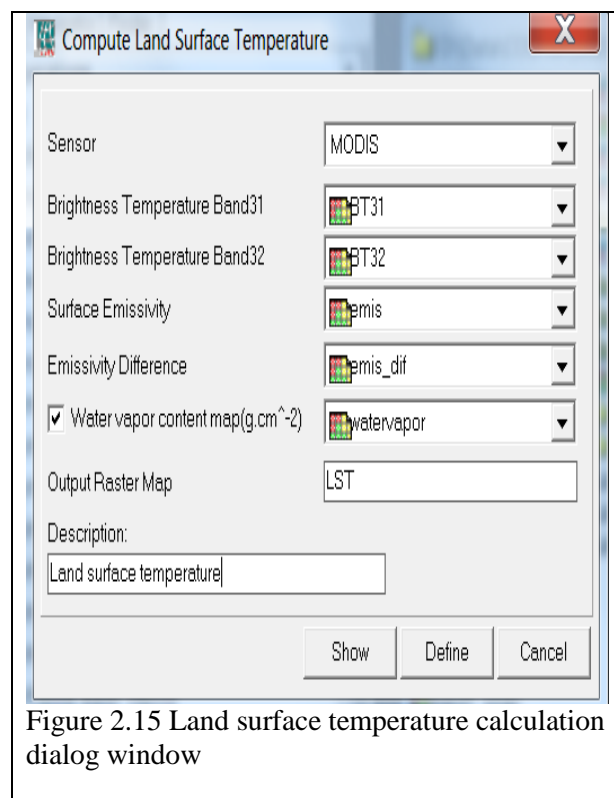 Compute Land Surface Temperature
X
Sensor MODIS
Brightness Temperature Band31 BT31
Brightness Temperature Band32 BT32
Surface Emissivity emis
Emissivity Difference emis_dif
Water vapor content map(g.cm^-2) watervapor
Output Raster Map LST
Description:
Land surface temperature
Show Define Cancel
Figure 2.15 Land surface temperature calculation
dialog window